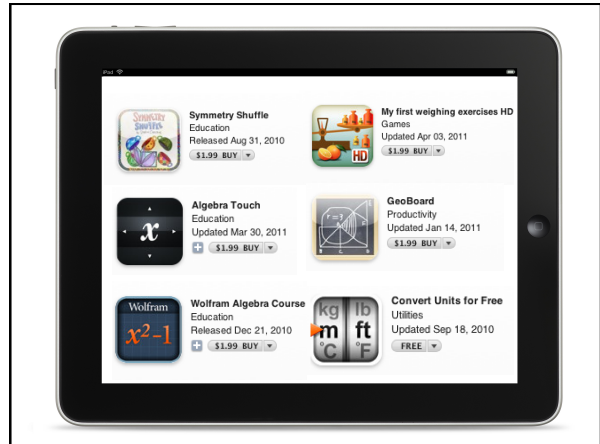 iPad
Symmetry Shuffle
Education
Released Aug 31, 2010
$1.99 BUY
My first weighing exercises HD
Games
Updated Apr 03, 2011
$1.99 BUY
HD
Algebra Touch
Education
Updated Mar 30, 2011
$1.99 BUY
x
GeoBoard
Productivity
Updated Jan 14, 2011
$1.99 BUY
Wolfram
x²-1
Wolfram Algebra Course
Education
Released Dec 21, 2010
$1.99 BUY
kg lb
m ft
°C °F
Convert Units for Free
Utilities
Updated Sep 18, 2010
FREE
SYMMETRY
SHUFFLE